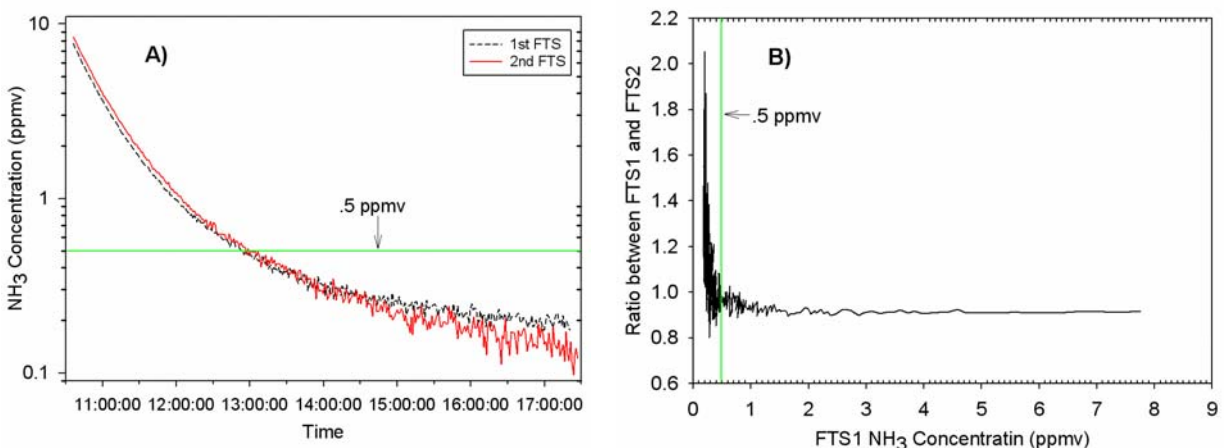 A)
1st FTS
2nd FTS
NH3 Concentration (ppmv)
10
1
0.1
.5 ppmv
11:00:00 12:00:00 13:00:00 14:00:00 15:00:00 16:00:00 17:00:00
Time
B)
Ratio between FTS1 and FTS2
2.2
2.0
1.8
1.6
1.4
1.2
1.0
0.8
0.6
.5 ppmv
0 1 2 3 4 5 6 7 8 9
FTS1 NH3 Concentratin (ppmv)